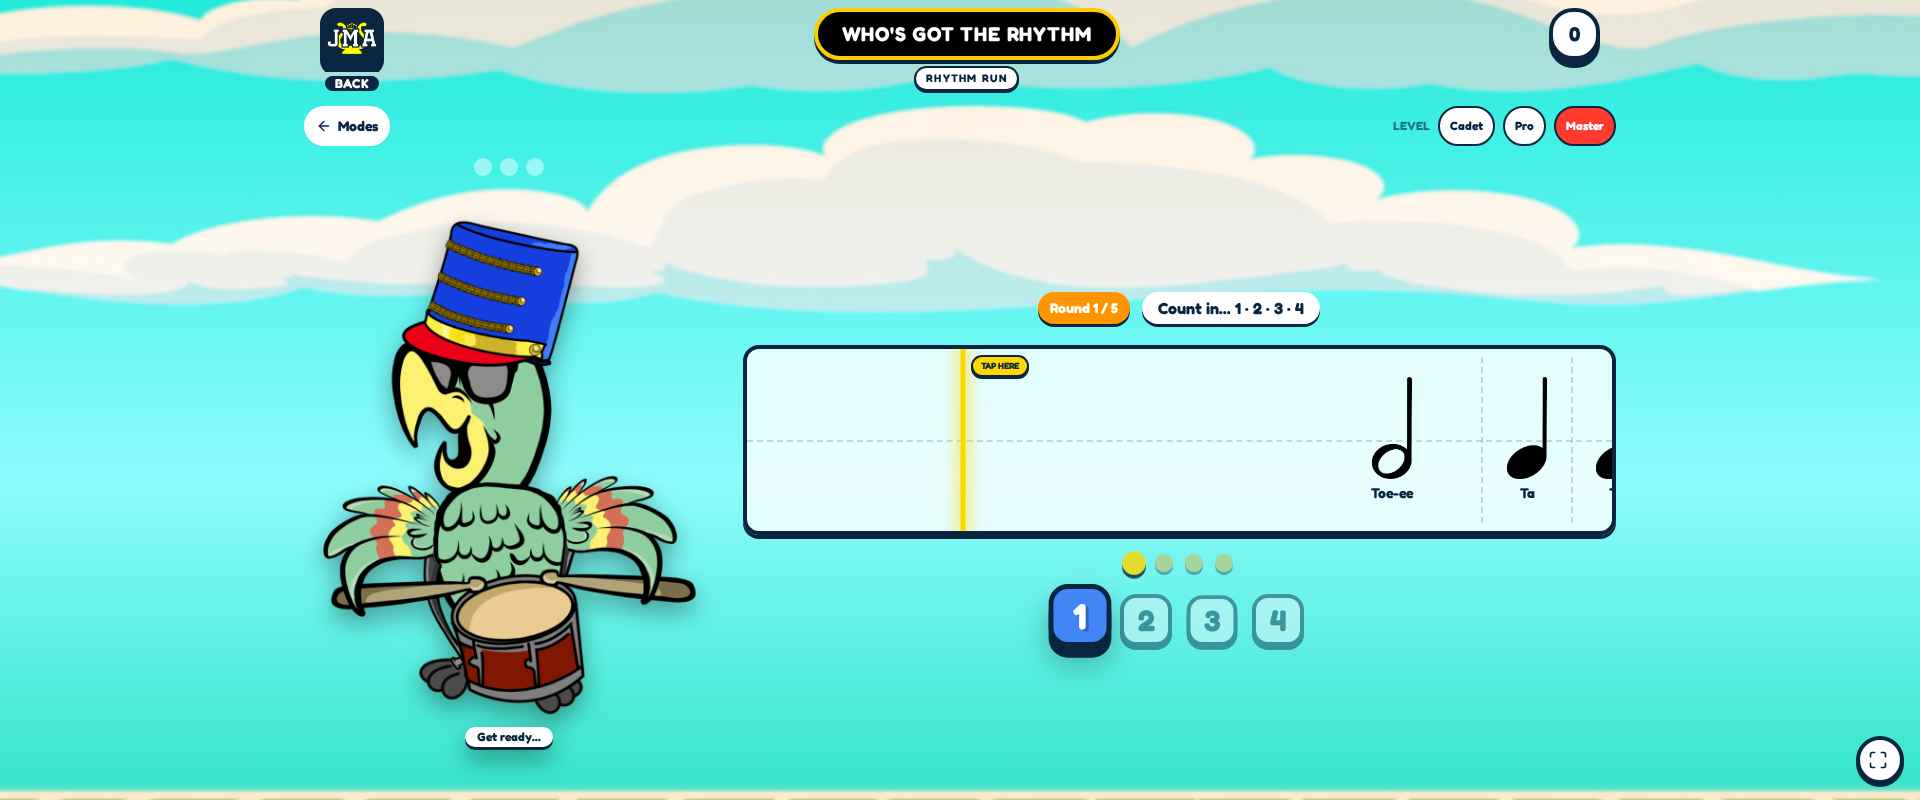 JMA
BACK
WHO'S GOT THE RHYTHM
RHYTHM RUN
0
Modes
LEVEL
Cadet
Pro
Master
Round 1 / 5
Count in... 1 · 2 · 3 · 4
TAP HERE
Toe-ee
Ta
1
2
3
4
Get ready...